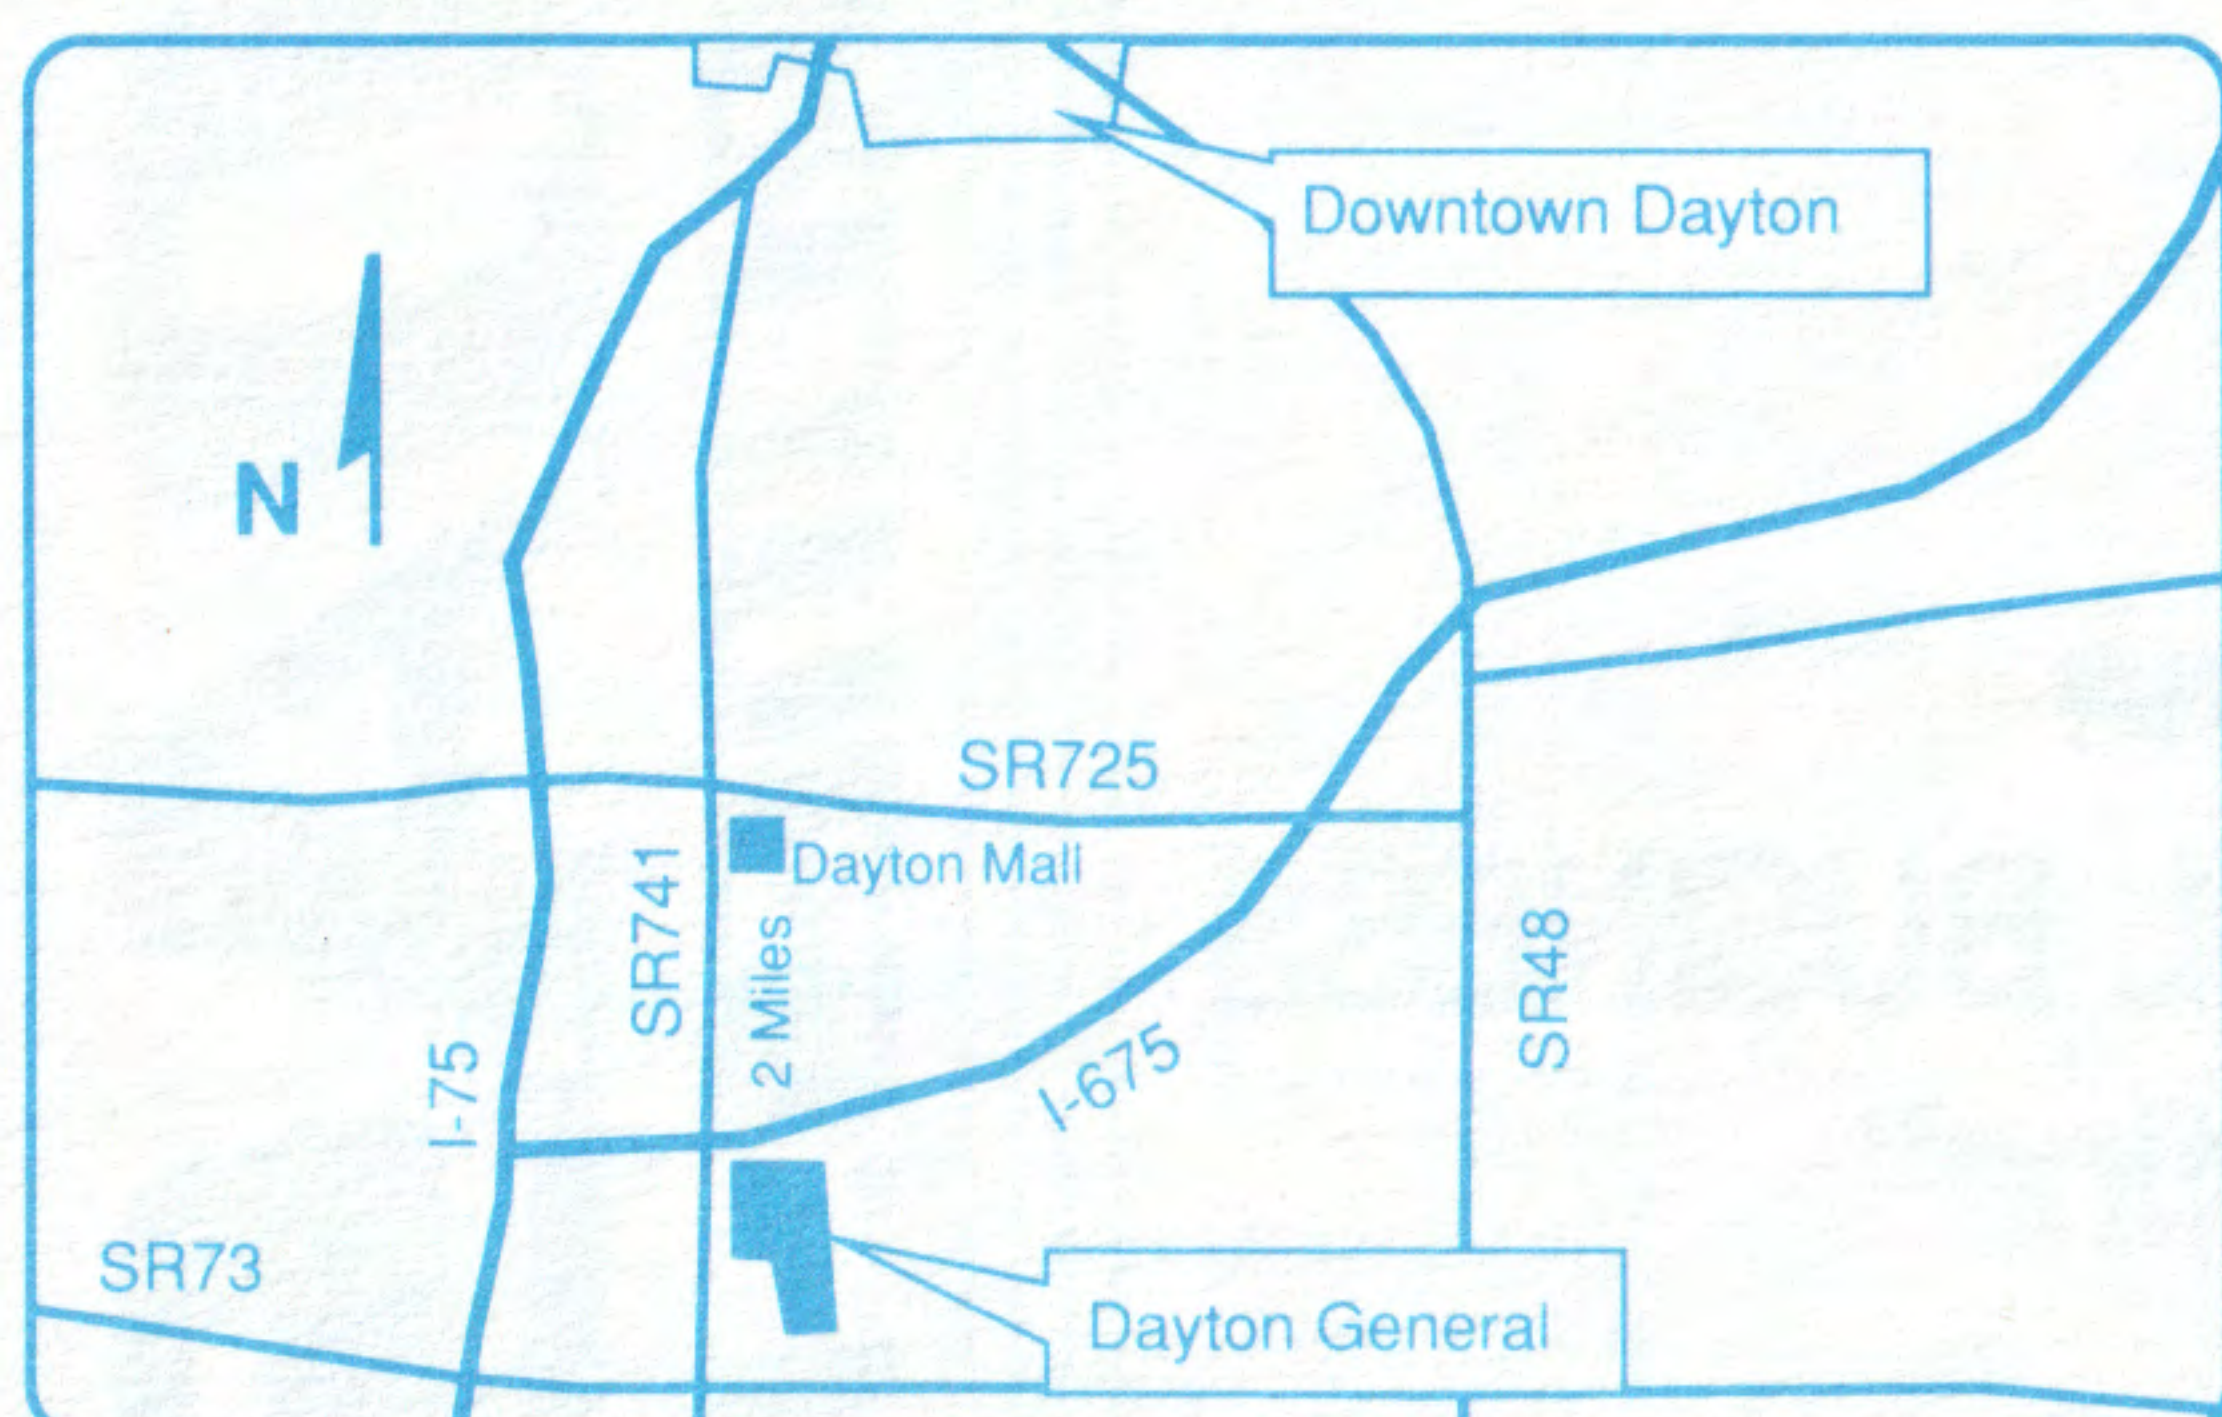 Downtown Dayton
N
SR725
Dayton Mall
SR741
2 Miles
SR48
I-75
I-675
SR73
Dayton General